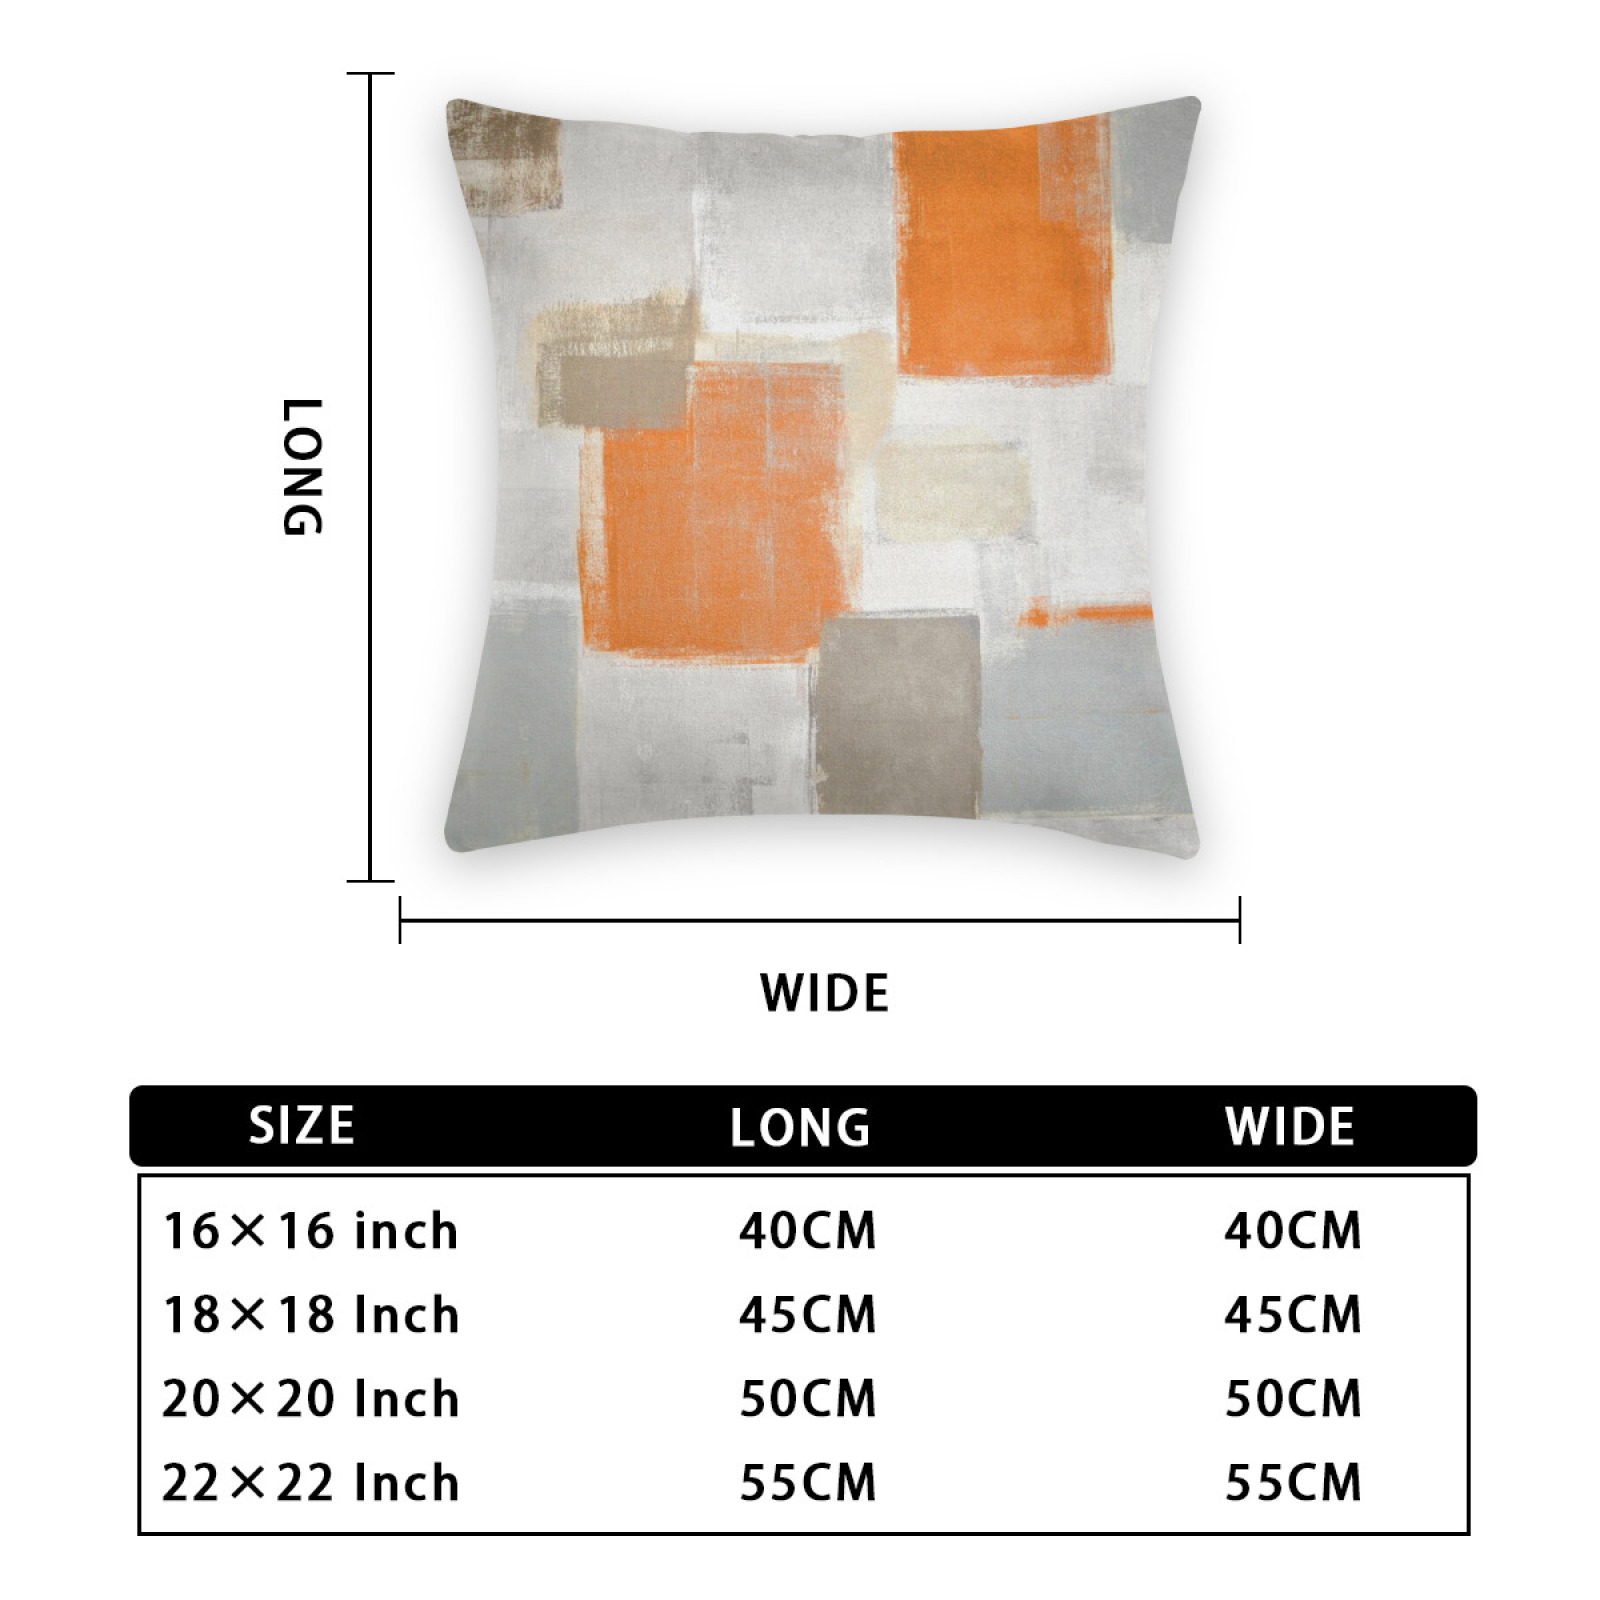 LONG
WIDE
SIZE LONG WIDE
16×16 inch 40CM 40CM
18×18 Inch 45CM 45CM
20×20 Inch 50CM 50CM
22×22 Inch 55CM 55CM